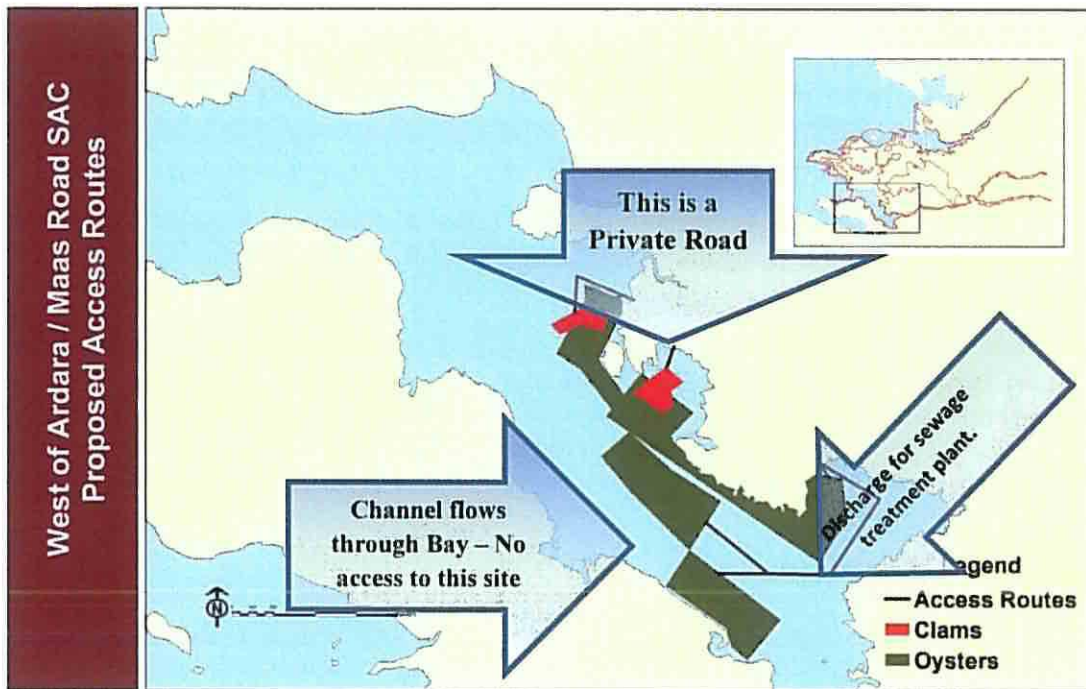 West of Ardara / Maas Road SAC
Proposed Access Routes
This is a
Private Road
Channel flows
through Bay – No
access to this site
Discharge for sewage
treatment plant.
egend
Access Routes
Clams
Oysters
N